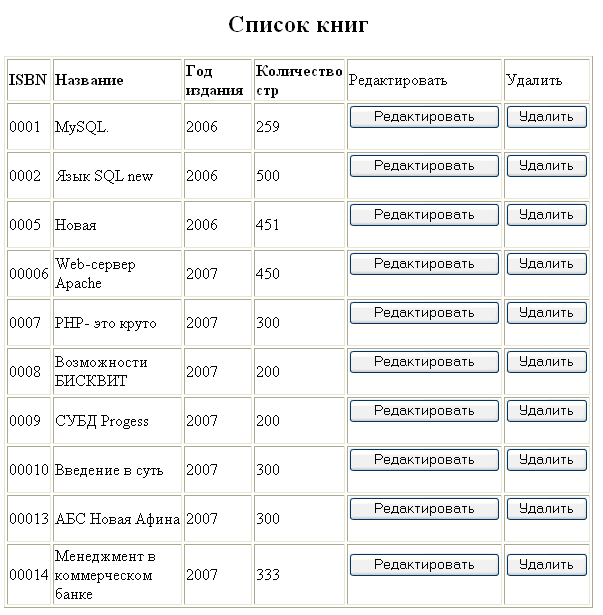 Список книг
ISBN Название Год издания Количество стр Редактировать Удалить
0001 MySQL. 2006 259 Редактировать Удалить
0002 Язык SQL new 2006 500 Редактировать Удалить
0005 Новая 2006 451 Редактировать Удалить
00006 Web-сервер Apache 2007 450 Редактировать Удалить
0007 PHP- это круто 2007 300 Редактировать Удалить
0008 Возможности БИСКВИТ 2007 200 Редактировать Удалить
0009 СУБД Progess 2007 200 Редактировать Удалить
00010 Введение в суть 2007 300 Редактировать Удалить
00013 АБС Новая Афина 2007 300 Редактировать Удалить
00014 Менеджмент в коммерческом банке 2007 333 Редактировать Удалить